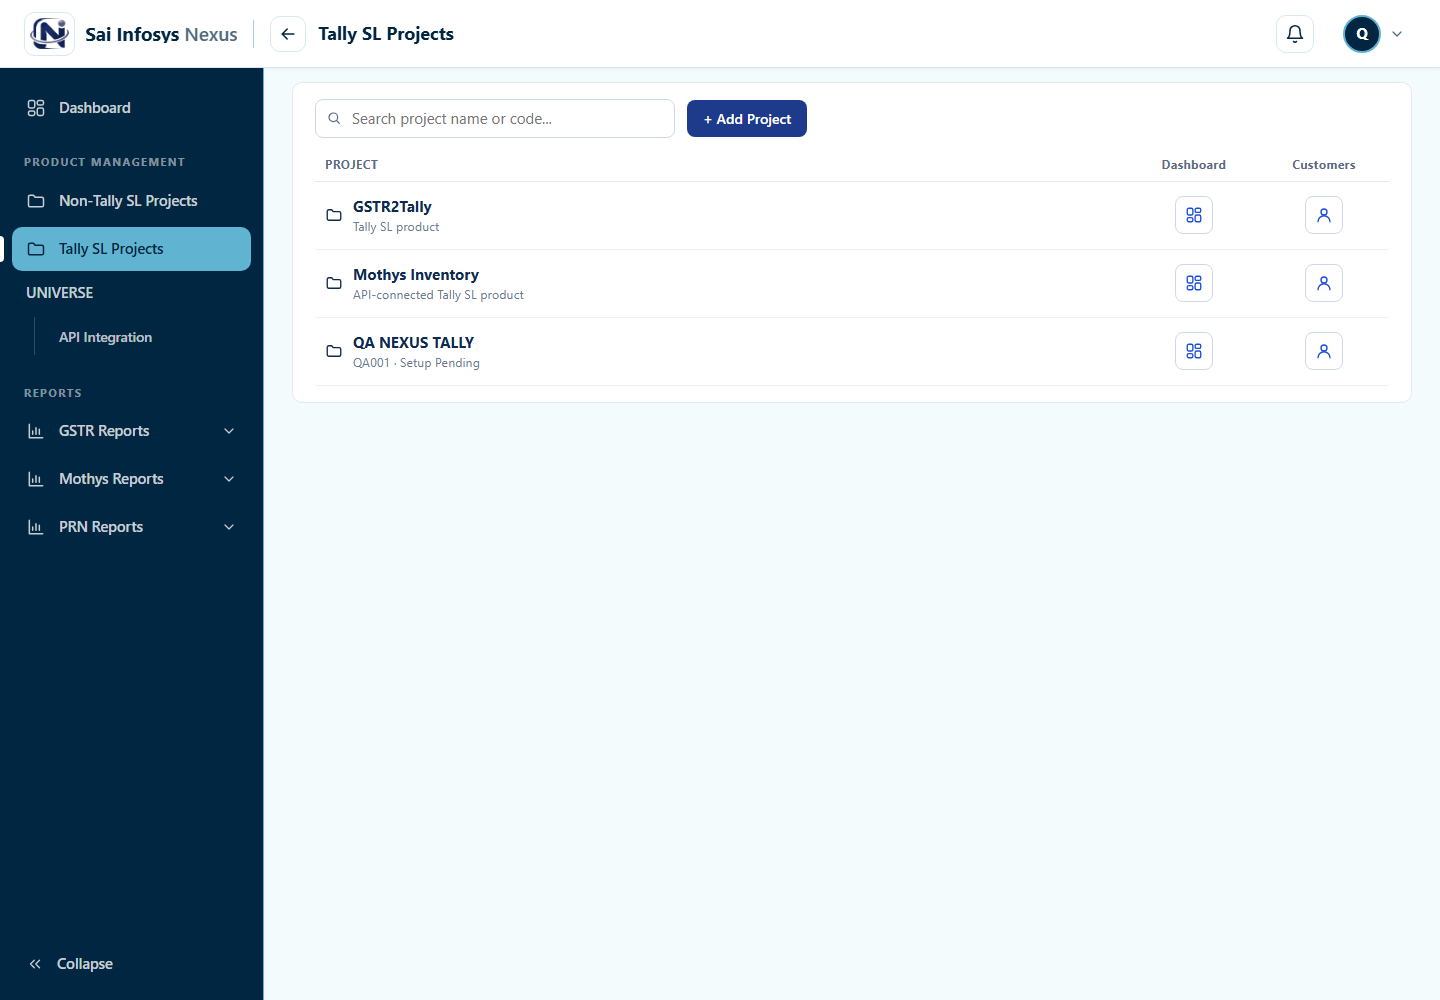 Sai Infosys Nexus
Tally SL Projects
Q
Dashboard
PRODUCT MANAGEMENT
Non-Tally SL Projects
Tally SL Projects
UNIVERSE
API Integration
REPORTS
GSTR Reports
Mothys Reports
PRN Reports
Collapse
Search project name or code...
+ Add Project
PROJECT Dashboard Customers
GSTR2Tally
Tally SL product
Mothys Inventory
API-connected Tally SL product
QA NEXUS TALLY
QA001 · Setup Pending